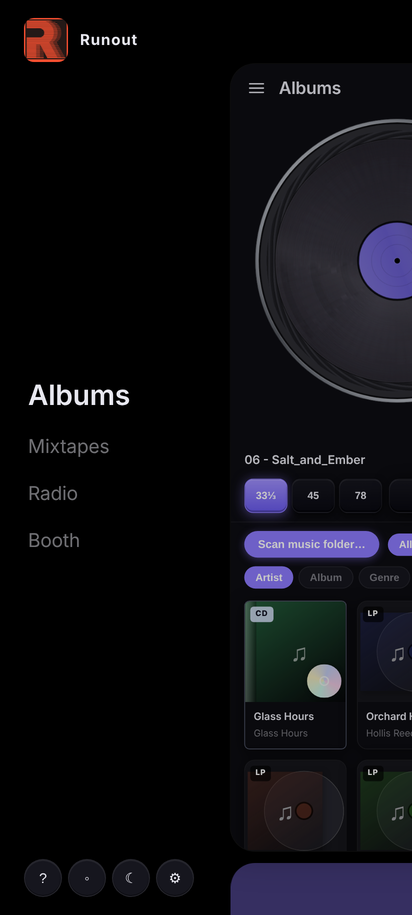 Runout
Albums
Mixtapes
Radio
Booth
?
Albums
06 - Salt_and_Ember
33⅓ 45 78
Scan music folder…
Artist Album Genre
CD LP
Glass Hours
Glass Hours
Hollis
LP LP